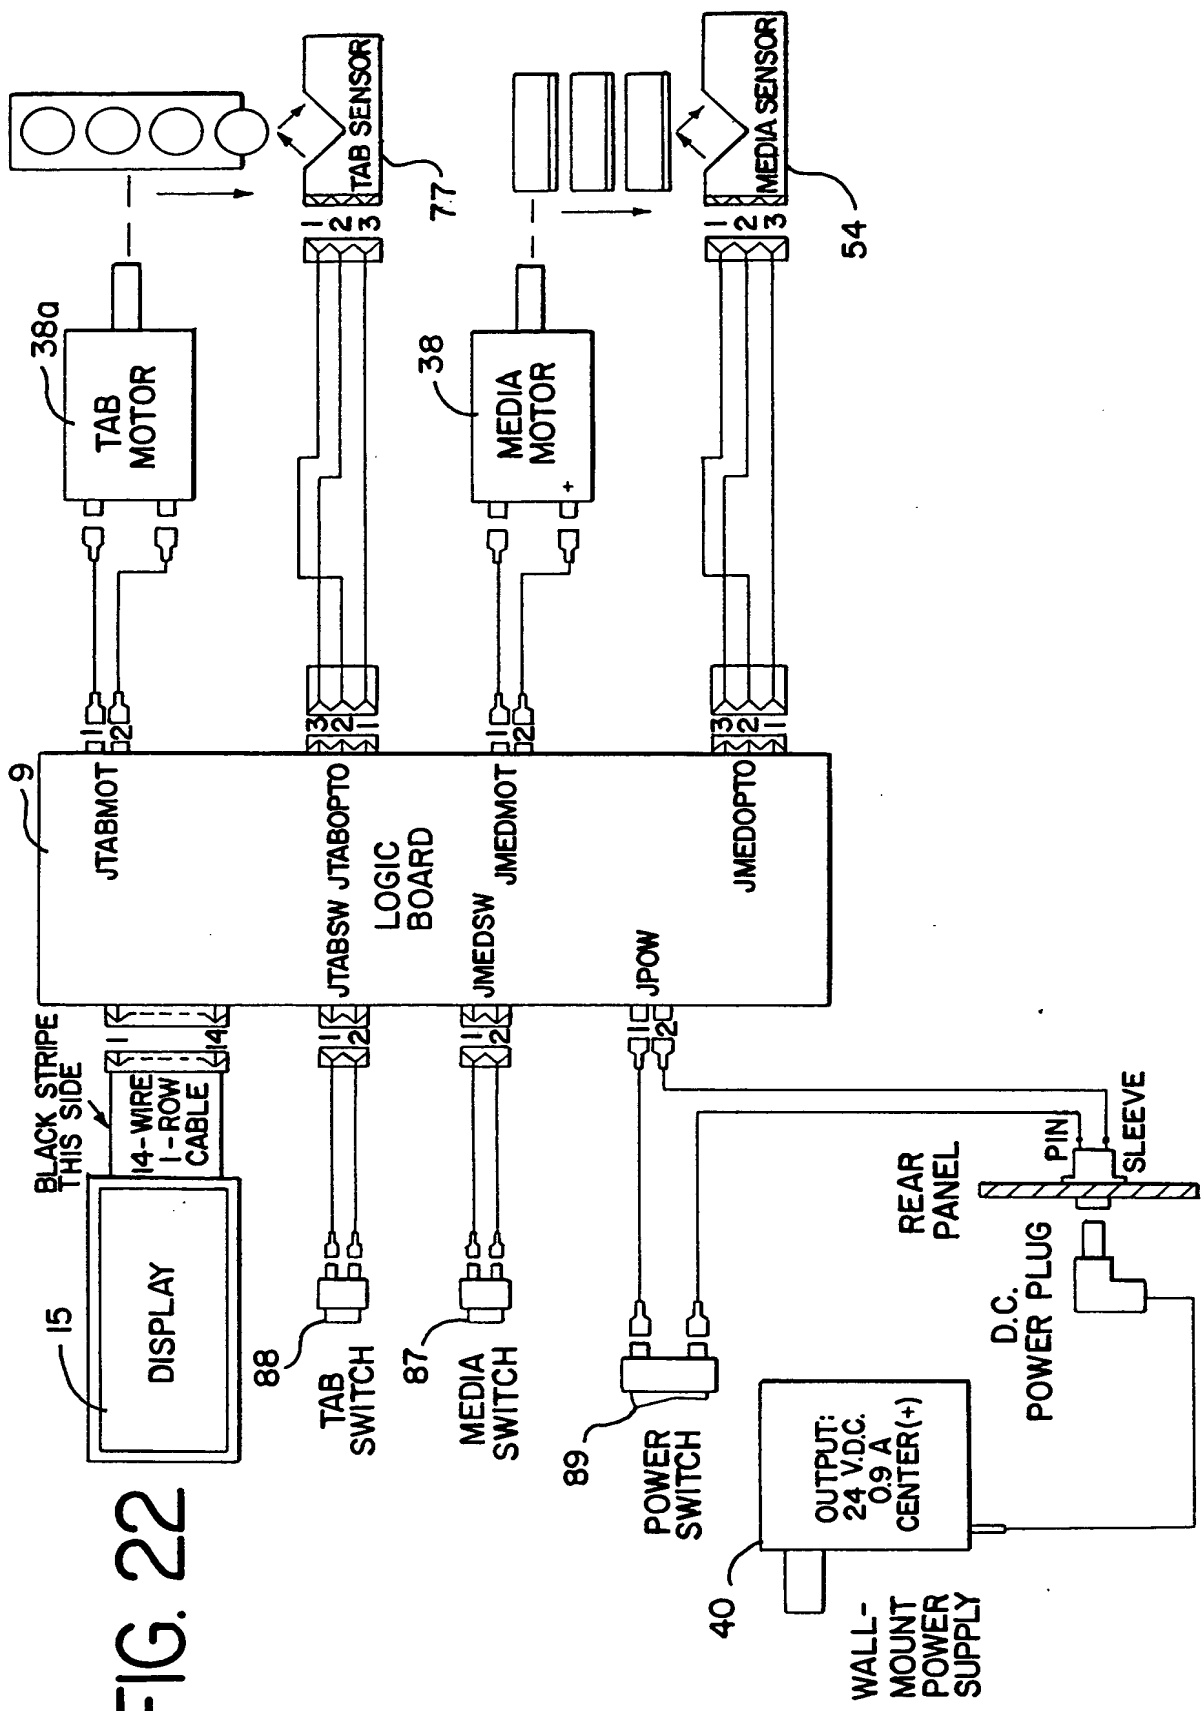 FIG. 22
15
DISPLAY
BLACK STRIPE
THIS SIDE
14-WIRE
1-ROW
CABLE
1
14
9
JTABMOT
1
2
38a
TAB
MOTOR
88
TAB
SWITCH
1
2
JTABSW JTABOPTO
3
2
1
1
2
3
TAB SENSOR
77
LOGIC
BOARD
87
MEDIA
SWITCH
1
2
JMEDSW
JMEDMOT
1
2
38
MEDIA
MOTOR
+
89
POWER
SWITCH
1
2
JPOW
JMEDOPTO
3
2
1
1
2
3
MEDIA SENSOR
54
40
OUTPUT:
24 V.D.C.
0.9 A
CENTER(+)
WALL-
MOUNT
POWER
SUPPLY
D.C.
POWER PLUG
REAR
PANEL
PIN
SLEEVE